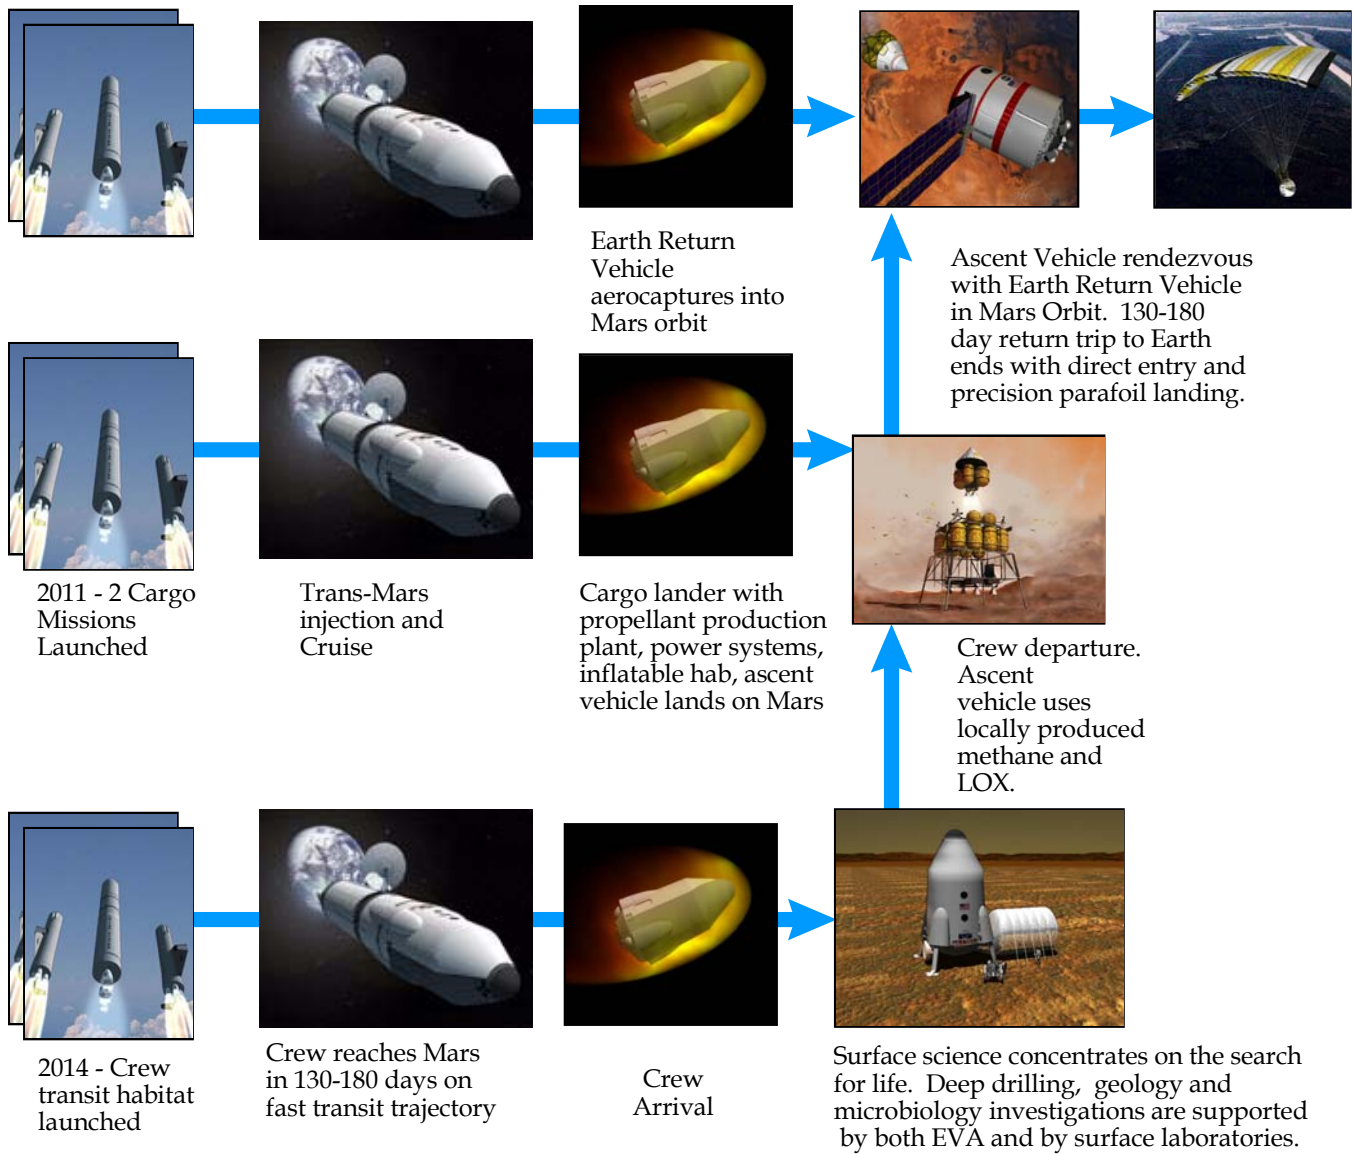 Earth Return
Vehicle
aerocaptures into
Mars orbit
Ascent Vehicle rendezvous
with Earth Return Vehicle
in Mars Orbit.  130-180
day return trip to Earth
ends with direct entry and
precision parafoil landing.
2011 - 2 Cargo
Missions
Launched
Trans-Mars
injection and
Cruise
Cargo lander with
propellant production
plant, power systems,
inflatable hab, ascent
vehicle lands on Mars
Crew departure.
Ascent
vehicle uses
locally produced
methane and
LOX.
2014 - Crew
transit habitat
launched
Crew reaches Mars
in 130-180 days on
fast transit trajectory
Crew
Arrival
Surface science concentrates on the search
for life.  Deep drilling,  geology and
microbiology investigations are supported
by both EVA and by surface laboratories.